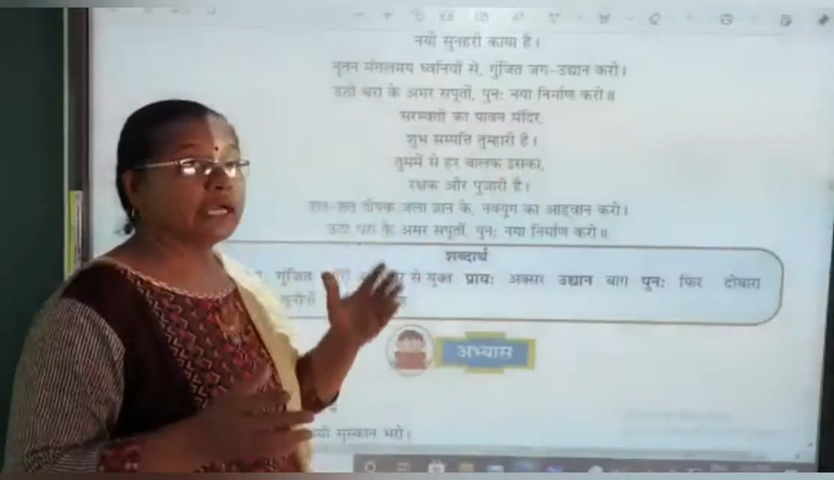 नयी सुनहरी काया है।
नूतन मंगलमय ध्वनियों से, गुंजित जग-उद्यान करो।
उठो धरा के अमर सपूतों, पुनः नया निर्माण करो॥
सरस्वती का पावन मंदिर,
शुभ सम्पत्ति तुम्हारी है।
तुममें से हर बालक इसका,
रक्षक और पुजारी है।
शत-शत दीपक जला ज्ञान के, नवयुग का आह्वान करो।
उठो धरा के अमर सपूतों, पुनः नया निर्माण करो॥
शब्दार्थ
गुंजित से युक्त प्रायः अक्सर उद्यान बाग पुनः फिर दोबारा
अभ्यास
मुस्कान भरो।